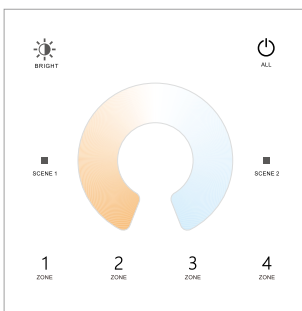 BRIGHT
ALL
SCENE 1
SCENE 2
1 2 3 4
ZONE ZONE ZONE ZONE